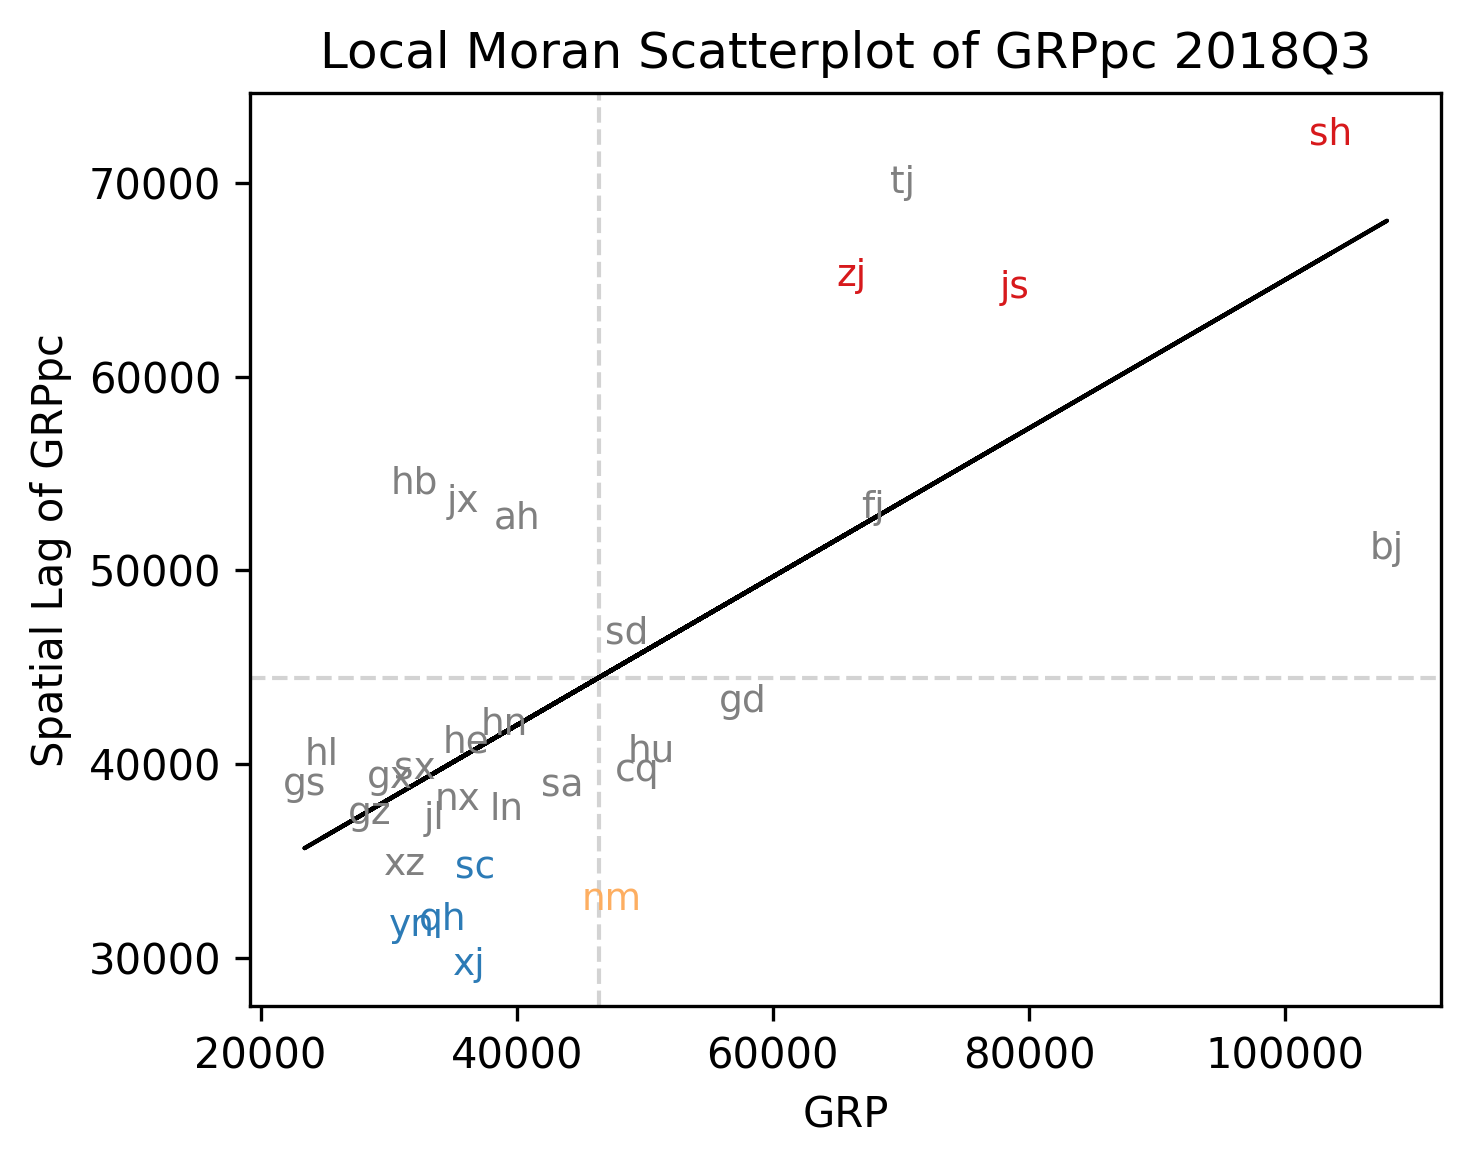 Local Moran Scatterplot of GRPpc 2018Q3
Spatial Lag of GRPpc
70000
60000
50000
40000
30000
sh
tj
zj
js
hb
jx
ah
fj
bj
sd
gd
hn
he
hl
hu
sx
cq
gs
gx
sa
nx
ln
gz
jl
xz
sc
nm
yn
qh
xj
20000 40000 60000 80000 100000
GRP